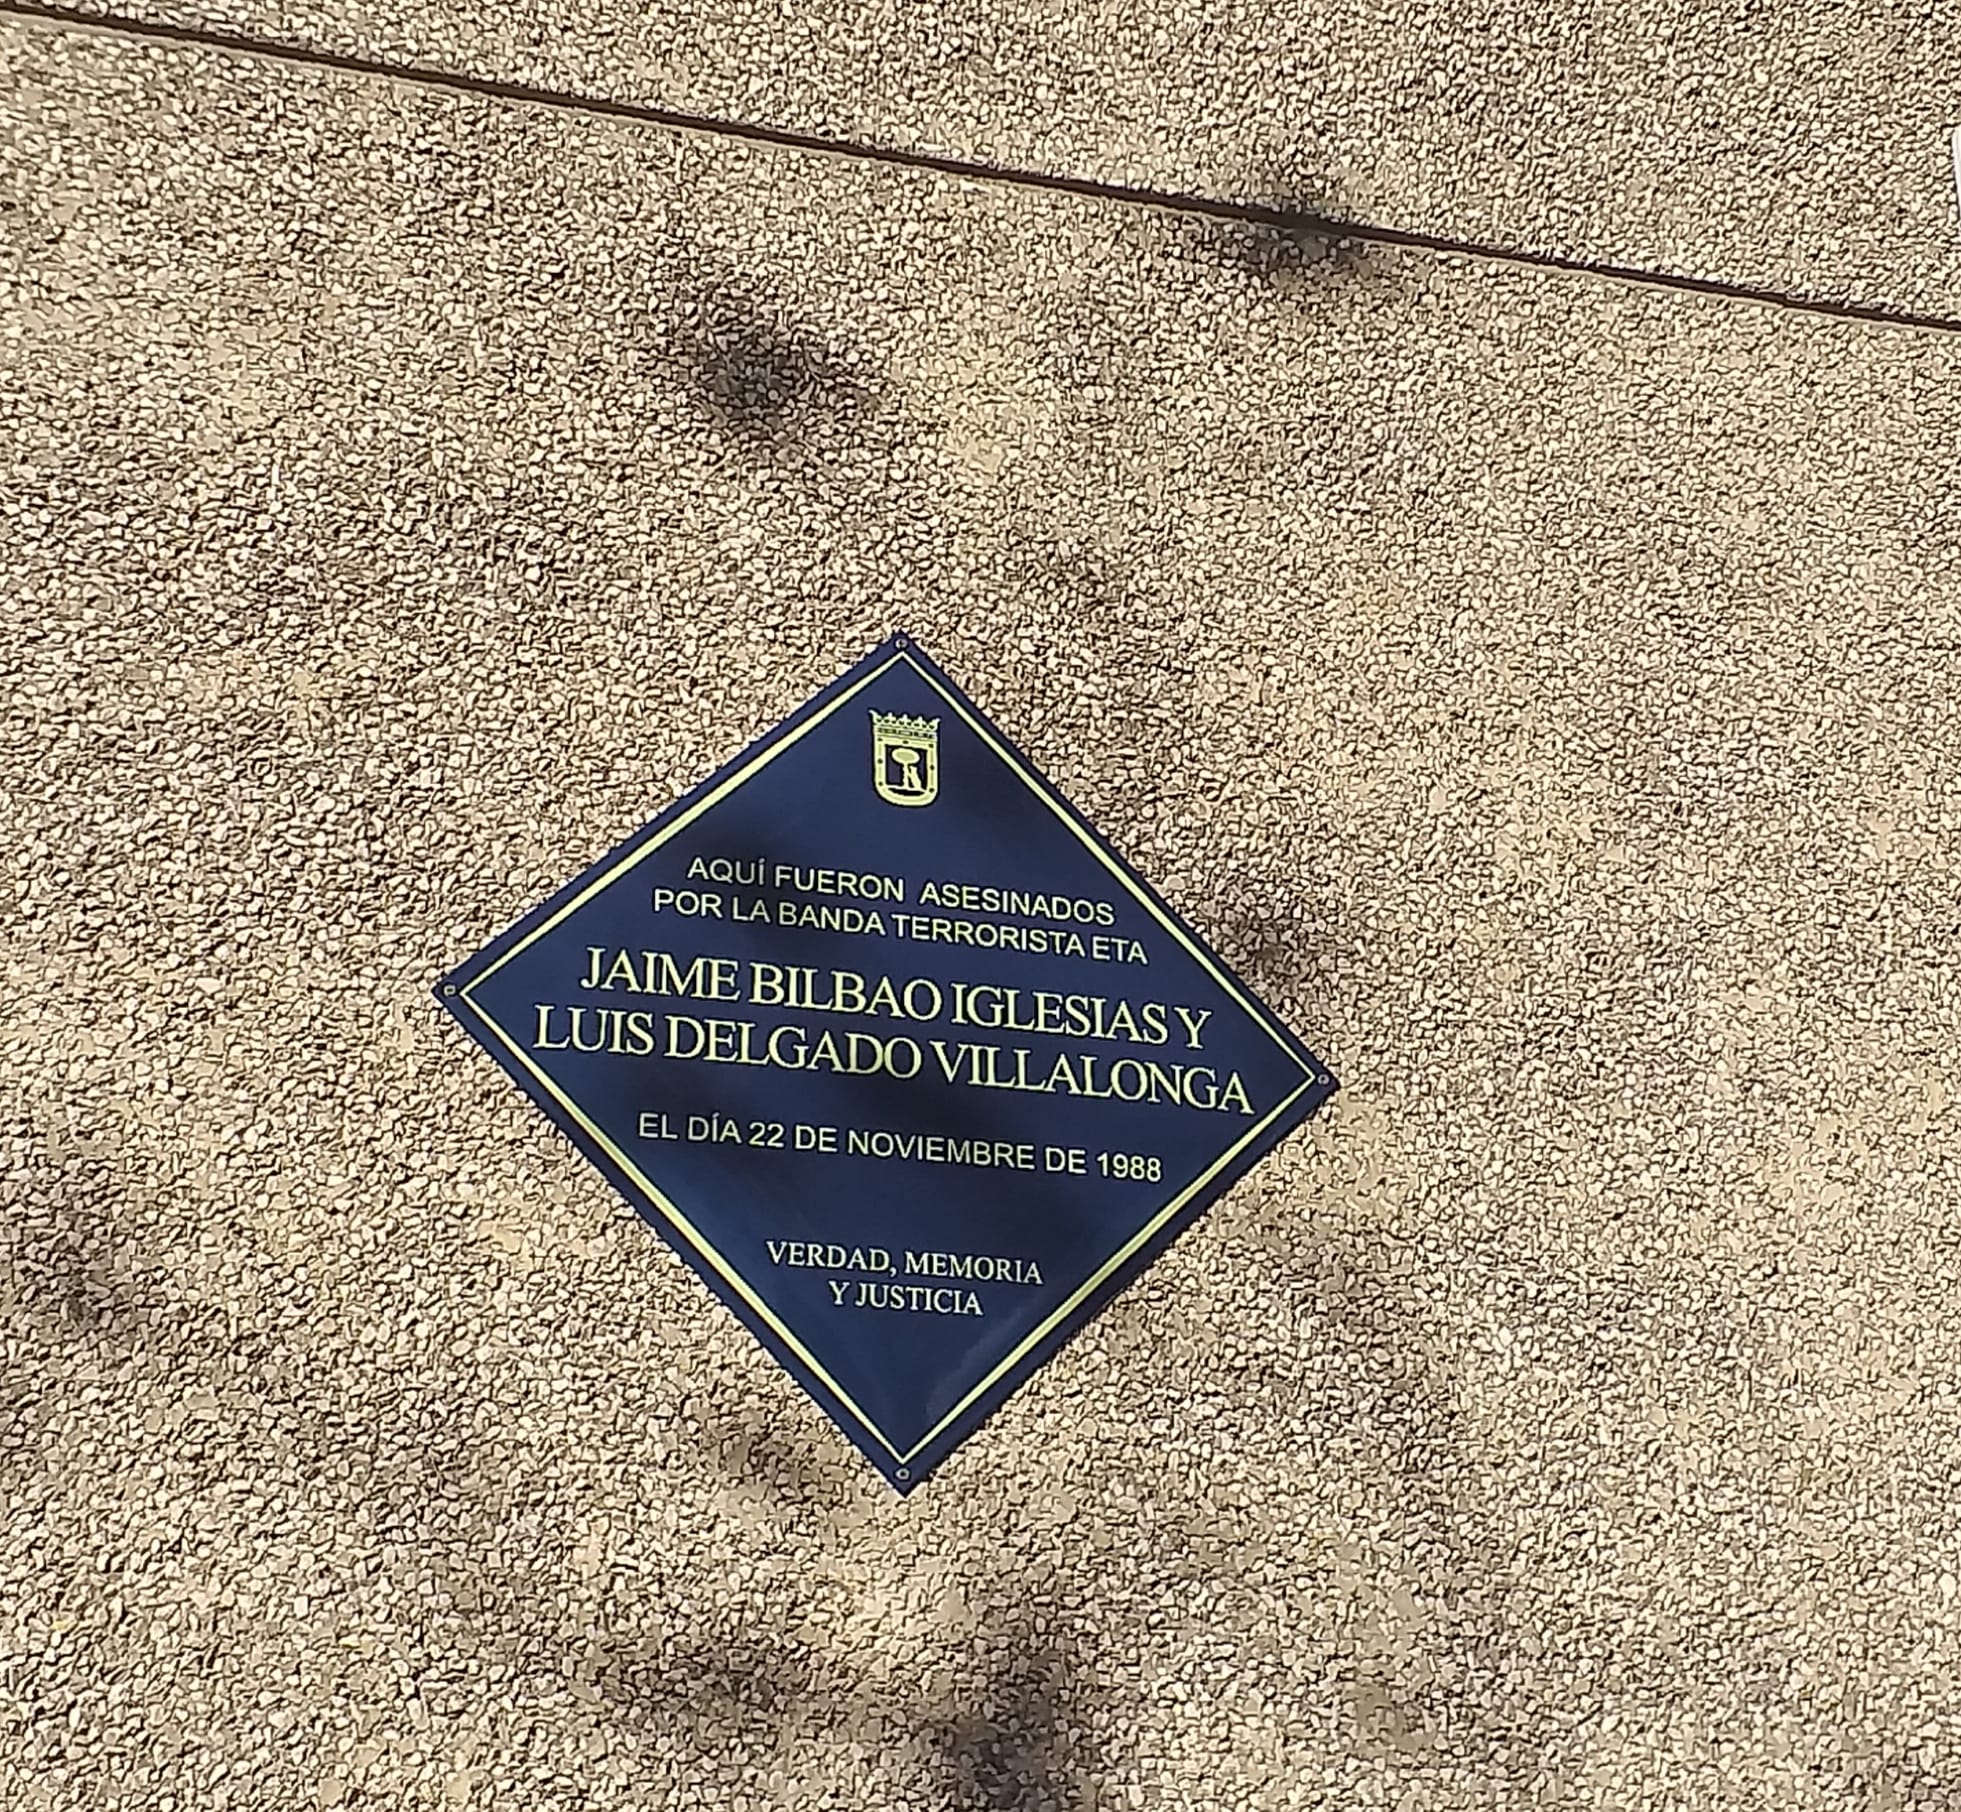 AQUÍ FUERON ASESINADOS
POR LA BANDA TERRORISTA ETA
JAIME BILBAO IGLESIAS Y
LUIS DELGADO VILLALONGA
EL DÍA 22 DE NOVIEMBRE DE 1988
VERDAD, MEMORIA
Y JUSTICIA